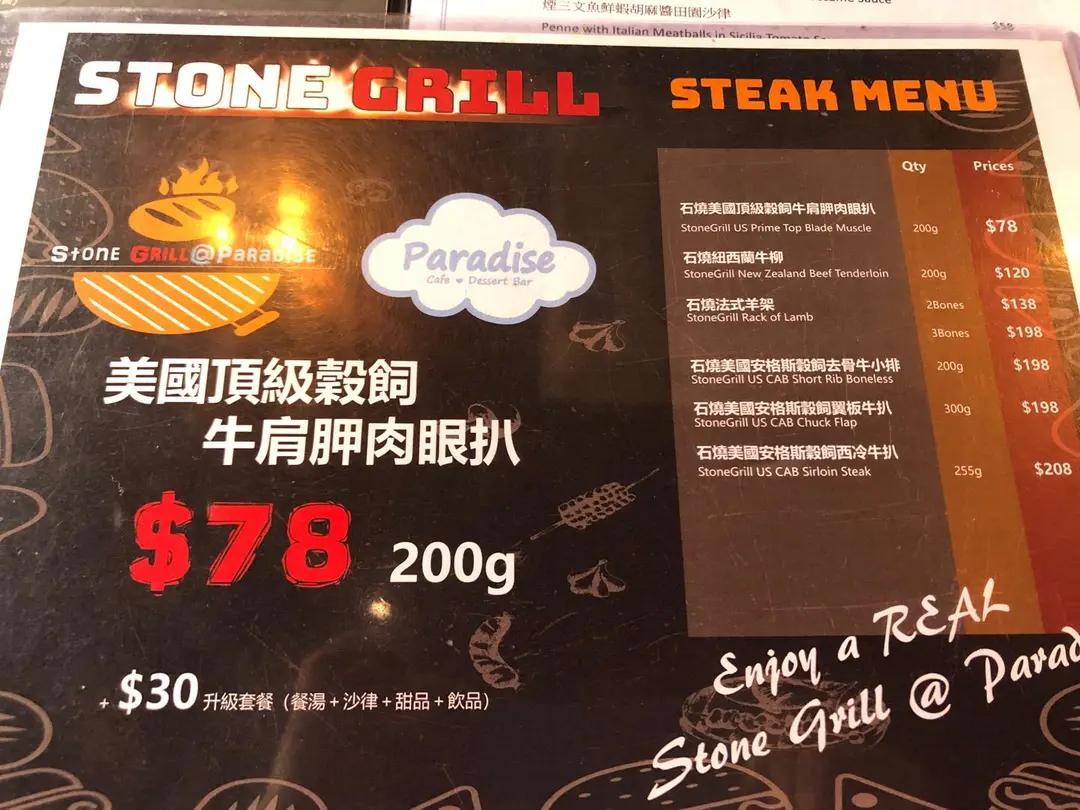 煙三文魚鮮蝦胡麻醬田園沙律
Penne with Italian Meatballs in Sicilia Tomato
$58
STONE GRILL
STEAK MENU
Qty Prices
石燒美國頂級穀飼牛肩胛肉眼扒
StoneGrill US Prime Top Blade Muscle 200g $78
石燒紐西蘭牛柳
StoneGrill New Zealand Beef Tenderloin 200g $120
石燒法式羊架 2Bones $138
StoneGrill Rack of Lamb
3Bones $198
石燒美國安格斯穀飼去骨牛小排 200g $198
StoneGrill US CAB Short Rib Boneless
石燒美國安格斯穀飼翼板牛扒 300g $198
StoneGrill US CAB Chuck Flap
石燒美國安格斯穀飼西冷牛扒
StoneGrill US CAB Sirloin Steak 255g $208
STONE GRILL@PARADISE
Paradise
Cafe Dessert Bar
美國頂級穀飼
牛肩胛肉眼扒
$78 200g
+ $30 升級套餐（餐湯+沙律+甜品+飲品）
Enjoy a REAL
Stone Grill @ Parad